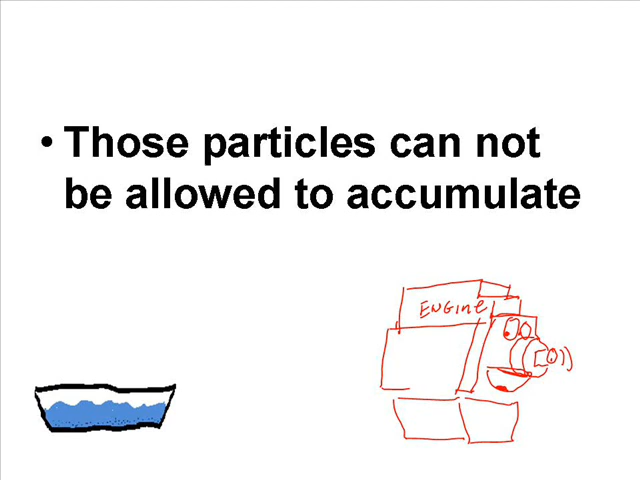 • Those particles can not
be allowed to accumulate
ENGINE